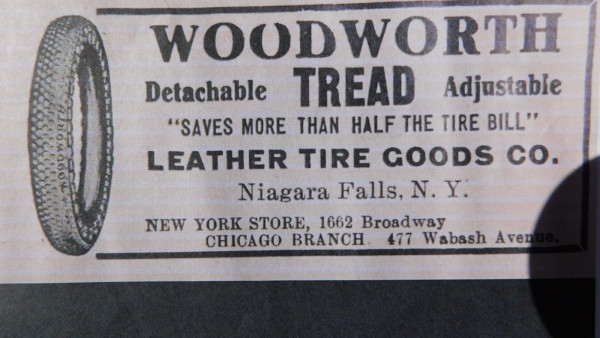 WOODWORTH
Detachable TREAD Adjustable
"SAVES MORE THAN HALF THE TIRE BILL"
LEATHER TIRE GOODS CO.
Niagara Falls, N. Y.
NEW YORK STORE, 1662 Broadway
CHICAGO BRANCH 477 Wabash Avenue.